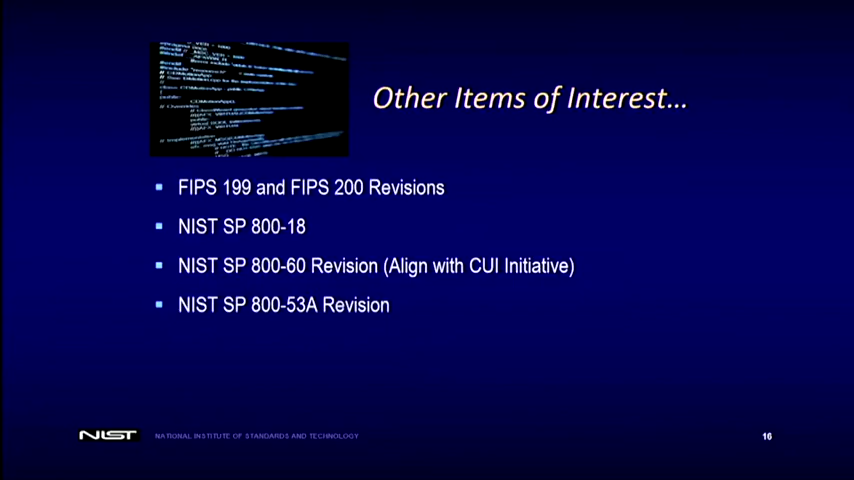 Other Items of Interest...
FIPS 199 and FIPS 200 Revisions
NIST SP 800-18
NIST SP 800-60 Revision (Align with CUI Initiative)
NIST SP 800-53A Revision
NIST NATIONAL INSTITUTE OF STANDARDS AND TECHNOLOGY
16